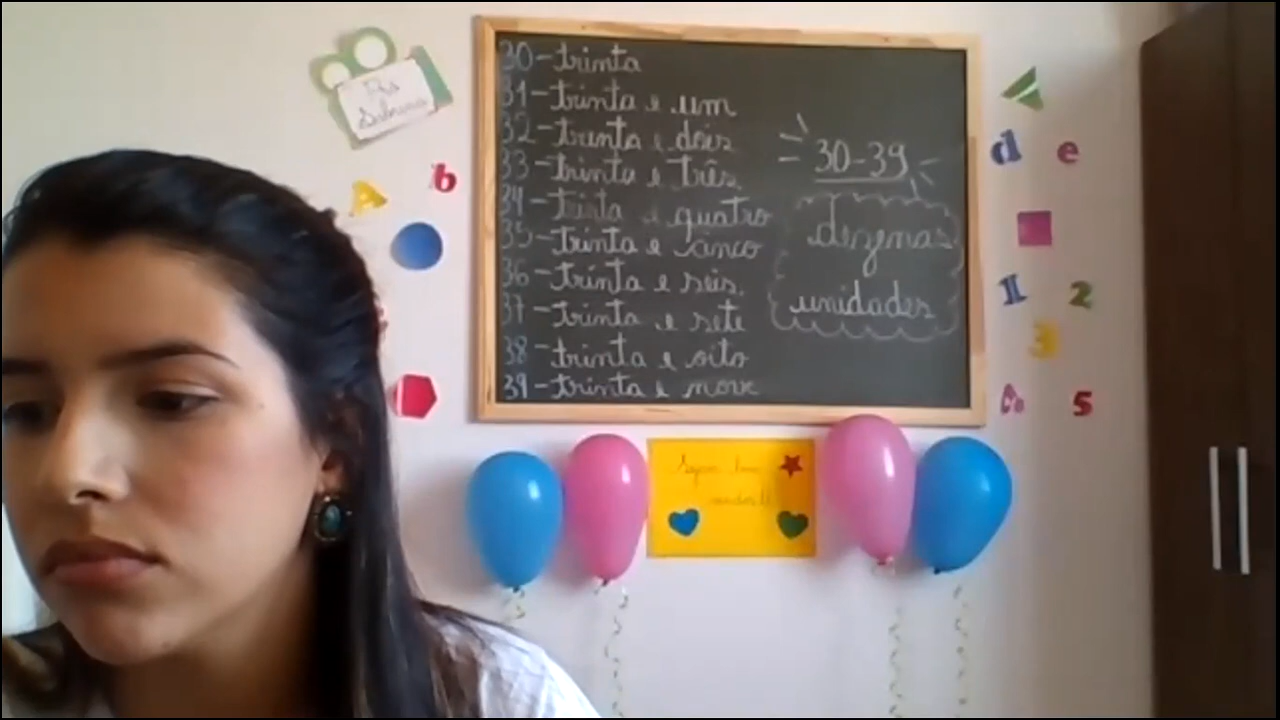 30-trinta
31-trinta e um
32-trinta e dois
33-trinta e três
34-trinta e quatro
35-trinta e cinco
36-trinta e seis
37-trinta e sete
38-trinta e oito
39-trinta e nove
30-39
dezenas
unidades
A
b
d
e
1
2
3
5